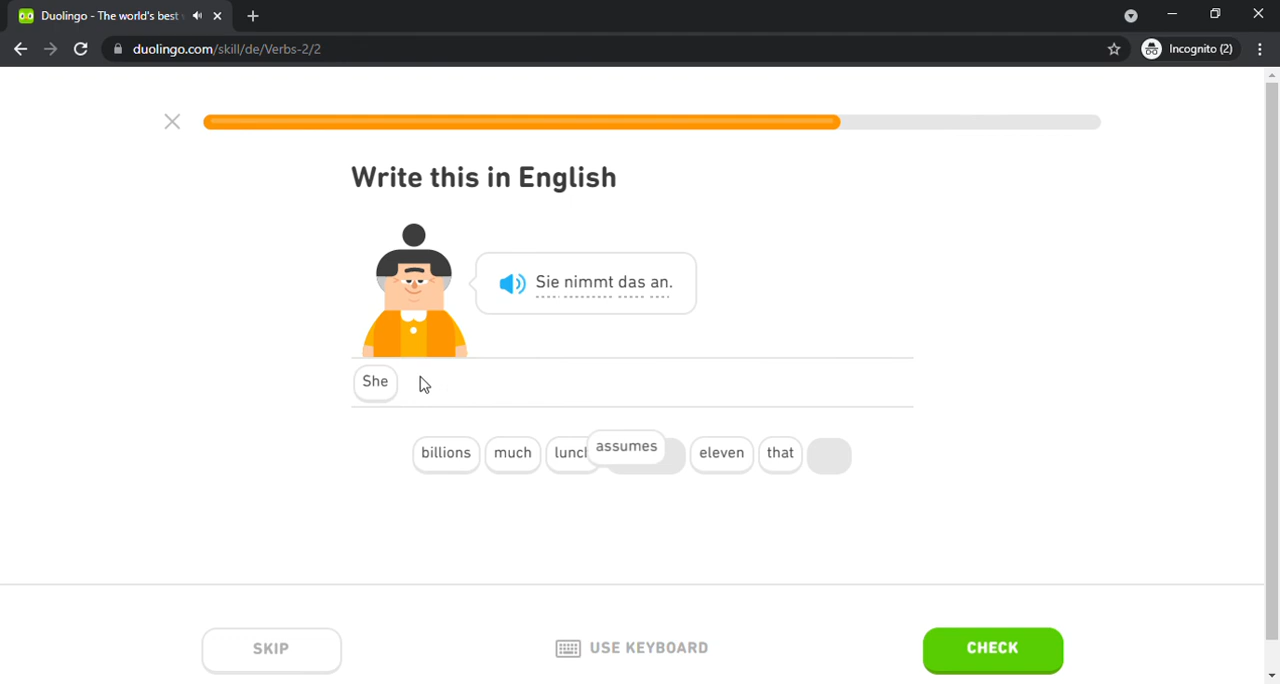 Duolingo - The world's best
duolingo.com/skill/de/Verbs-2/2
Incognito (2)
Write this in English
Sie nimmt das an.
She
billions much lunch assumes eleven that
SKIP
USE KEYBOARD
CHECK